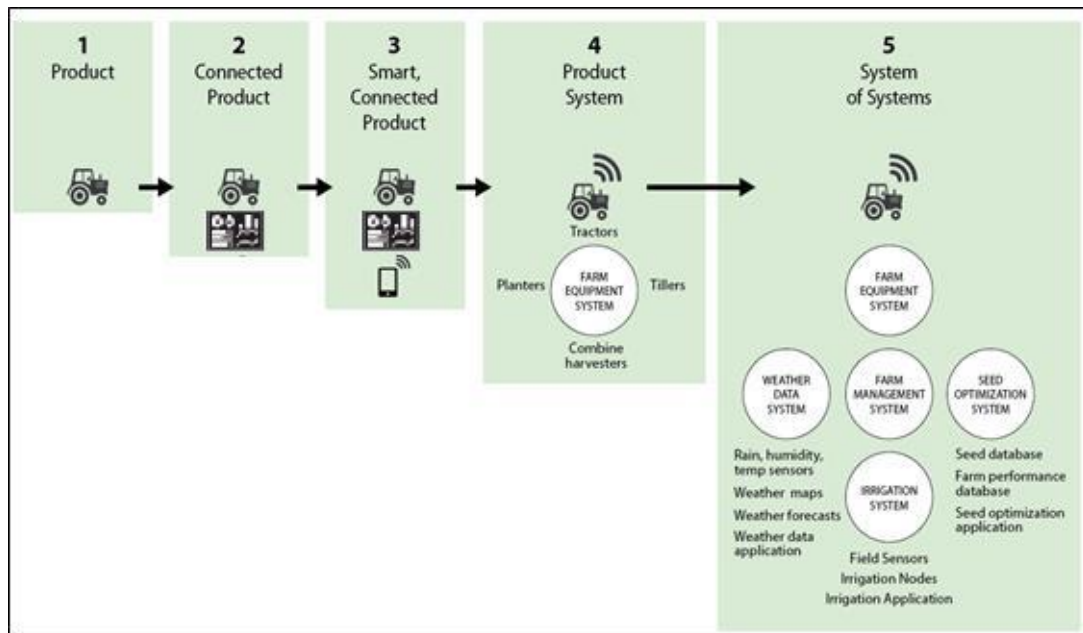 1
Product
2
Connected
Product
3
Smart,
Connected
Product
4
Product
System
Tractors
Planters
FARM
EQUIPMENT
SYSTEM
Tillers
Combine
harvesters
5
System
of Systems
FARM
EQUIPMENT
SYSTEM
WEATHER
DATA
SYSTEM
FARM
MANAGEMENT
SYSTEM
SEED
OPTIMIZATION
SYSTEM
Rain, humidity,
temp sensors
Weather maps
Weather forecasts
Weather data
application
IRRIGATION
SYSTEM
Seed database
Farm performance
database
Seed optimization
application
Field Sensors
Irrigation Nodes
Irrigation Application